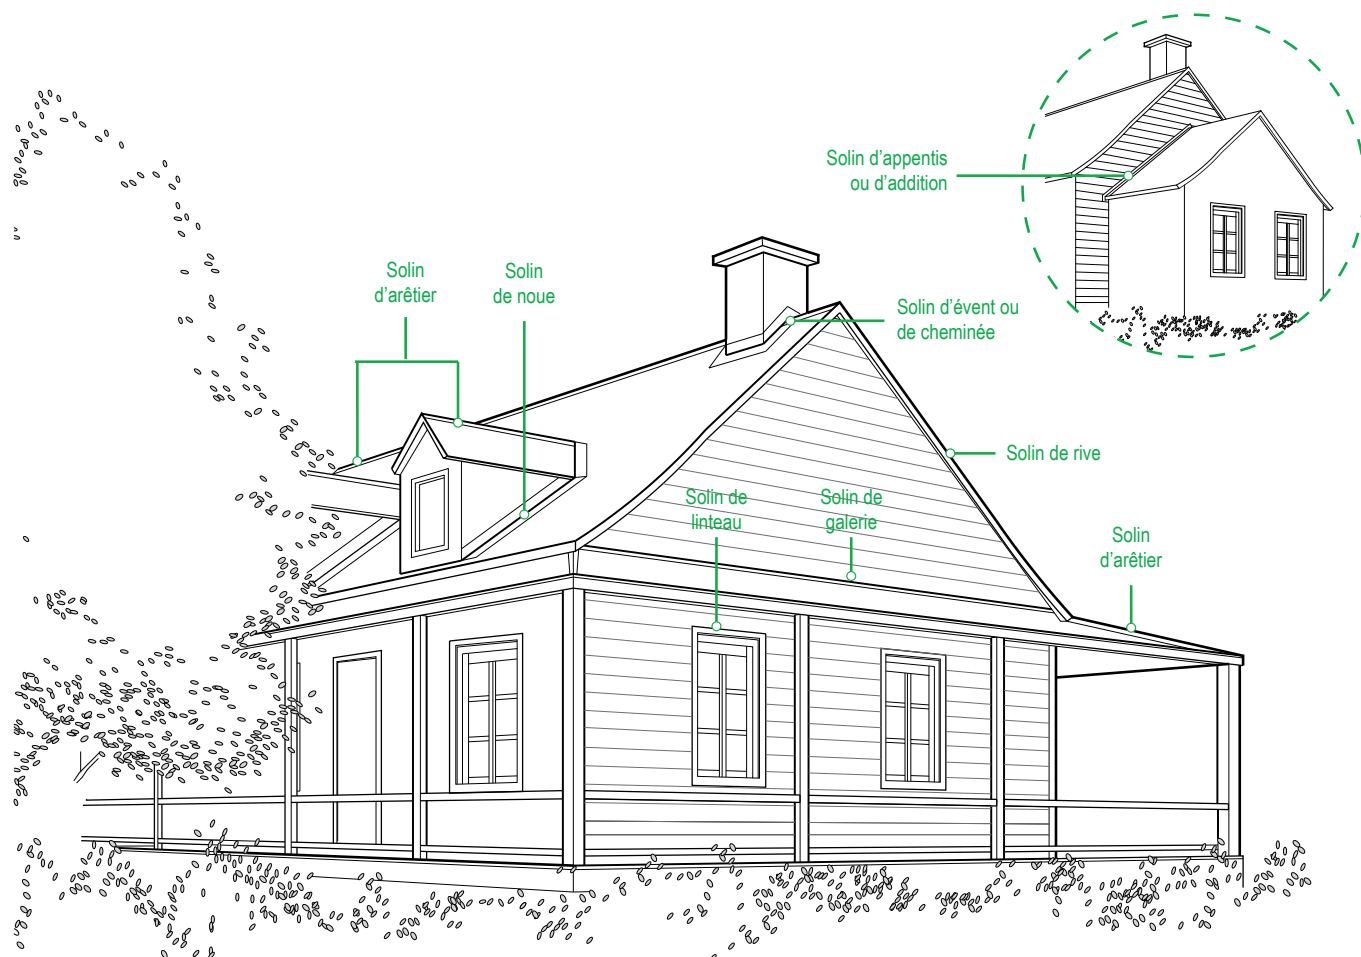 Solin d’appentis
ou d’addition
Solin
d’arêtier
Solin
de noue
Solin d’évent ou
de cheminée
Solin de rive
Solin de
linteau
Solin de
galerie
Solin
d’arêtier